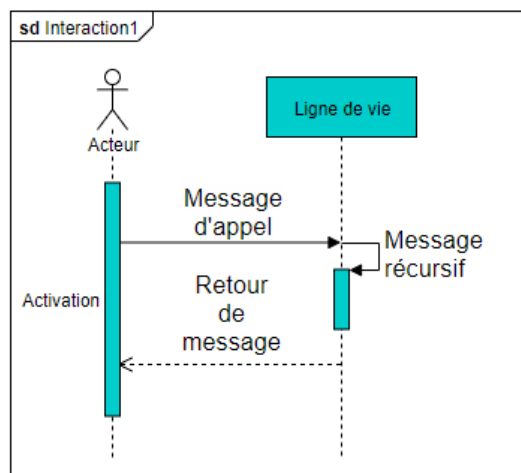 sd Interaction1
Acteur
Ligne de vie
Message
d'appel
Message
récursif
Activation
Retour
de
message